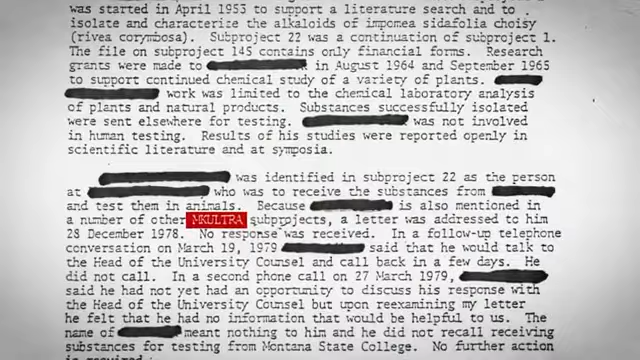 was started in April 1953 to support a literature search and to
isolate and characterize the alkaloids of impomea sidafolia choisy
(rivea corymbosa). Subproject 22 was a continuation of subproject 1.
The file on subproject 145 contains only financial forms. Research
grants were made to in August 1964 and September 1965
to support continued chemical study of a variety of plants.
work was limited to the chemical laboratory analysis
of plants and natural products. Substances successfully isolated
were sent elsewhere for testing. was not involved
in human testing. Results of his studies were reported openly in
scientific literature and at symposia.
was identified in subproject 22 as the person
at who was to receive the substances from
and test them in animals. Because is also mentioned in
a number of other MKULTRA subprojects, a letter was addressed to him
28 December 1978. No response was received. In a follow-up telephone
conversation on March 19, 1979 said that he would talk to
the Head of the University Counsel and call back in a few days. He
did not call. In a second phone call on 27 March 1979,
said he had not yet had an opportunity to discuss his response with
the Head of the University Counsel but upon reexamining my letter
he felt that he had no information that would be helpful to us. The
name of meant nothing to him and he did not recall receiving
substances for testing from Montana State College. No further action